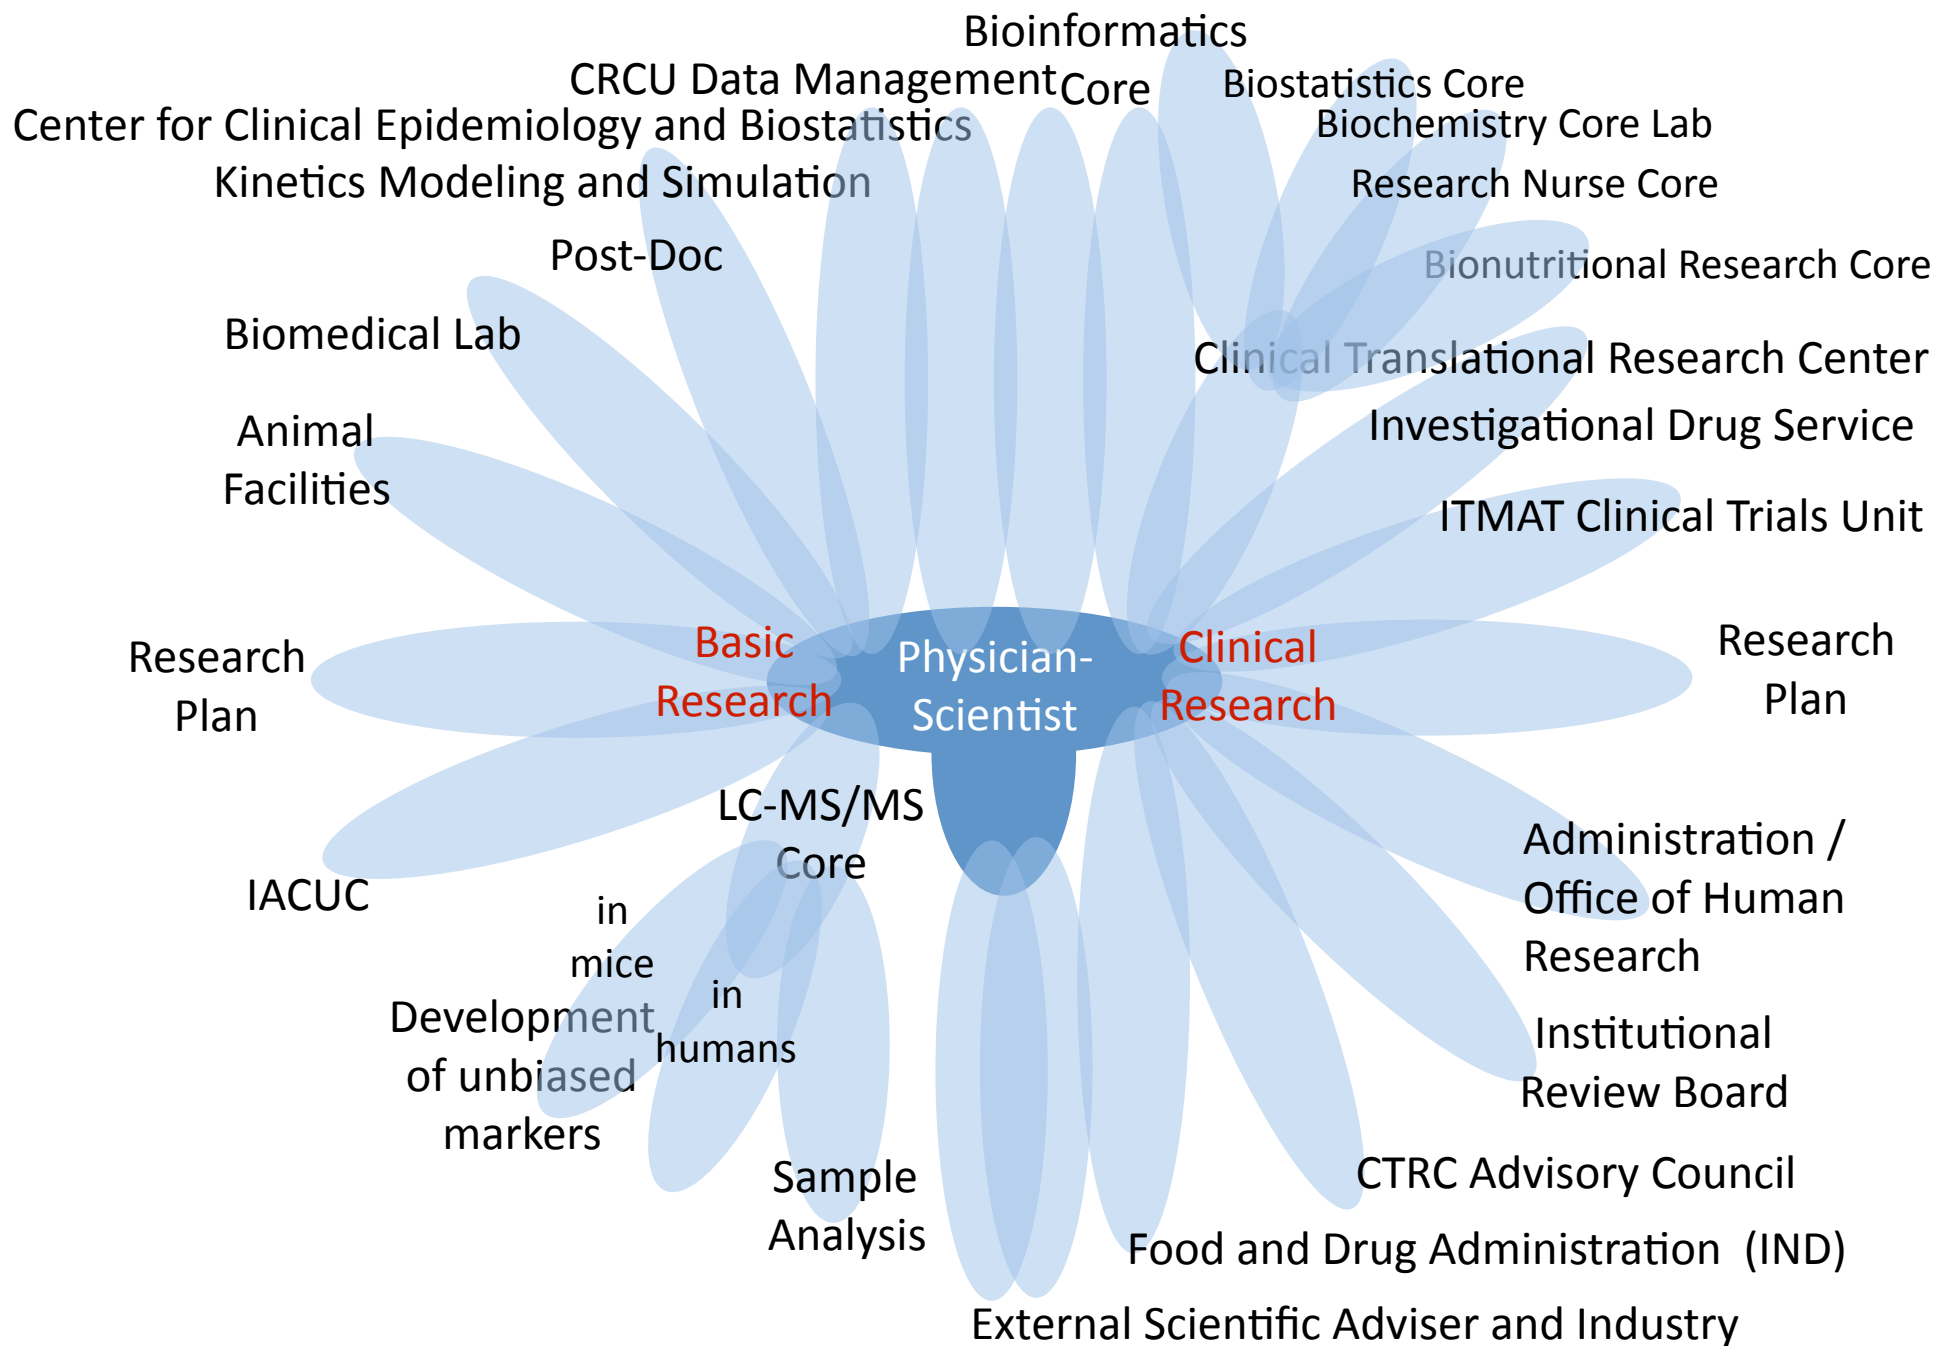 Bioinformatics
Core
CRCU Data Management
Center for Clinical Epidemiology and Biostatistics
Kinetics Modeling and Simulation
Post-Doc
Biomedical Lab
Animal
Facilities
Research
Plan
IACUC
Biostatistics Core
Biochemistry Core Lab
Research Nurse Core
Bionutritional Research Core
Clinical Translational Research Center
Investigational Drug Service
ITMAT Clinical Trials Unit
Research
Plan
Basic
Research
Physician-
Scientist
Clinical
Research
LC-MS/MS
Core
in
mice
in
humans
Development
of unbiased
markers
Sample
Analysis
Administration /
Office of Human
Research
Institutional
Review Board
CTRC Advisory Council
Food and Drug Administration (IND)
External Scientific Adviser and Industry